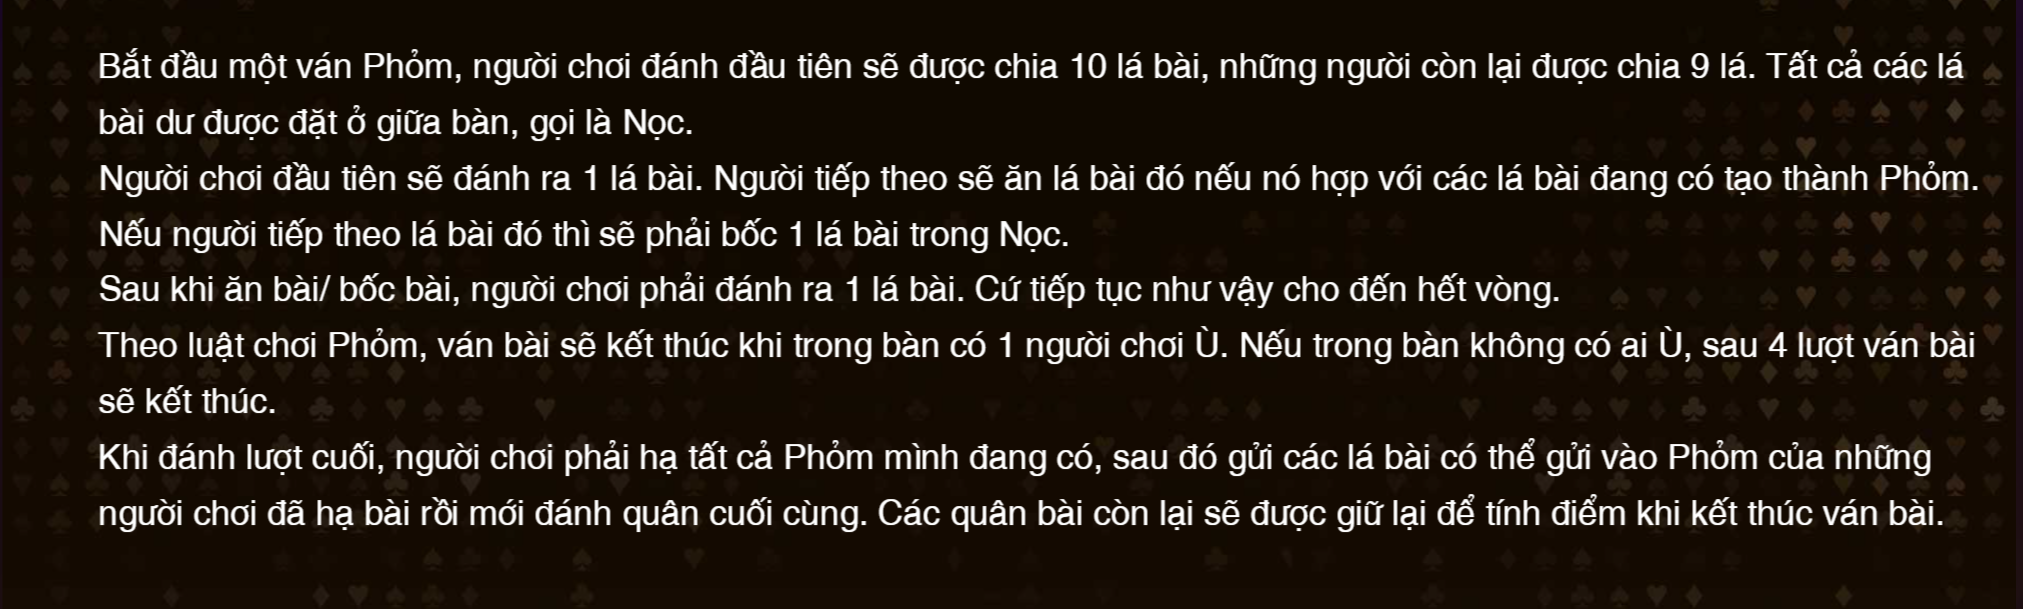 Bắt đầu một ván Phỏm, người chơi đánh đầu tiên sẽ được chia 10 lá bài, những người còn lại được chia 9 lá. Tất cả các lá
bài dư được đặt ở giữa bàn, gọi là Nọc.
Người chơi đầu tiên sẽ đánh ra 1 lá bài. Người tiếp theo sẽ ăn lá bài đó nếu nó hợp với các lá bài đang có tạo thành Phỏm.
Nếu người tiếp theo lá bài đó thì sẽ phải bốc 1 lá bài trong Nọc.
Sau khi ăn bài/ bốc bài, người chơi phải đánh ra 1 lá bài. Cứ tiếp tục như vậy cho đến hết vòng.
Theo luật chơi Phỏm, ván bài sẽ kết thúc khi trong bàn có 1 người chơi Ù. Nếu trong bàn không có ai Ù, sau 4 lượt ván bài
sẽ kết thúc.
Khi đánh lượt cuối, người chơi phải hạ tất cả Phỏm mình đang có, sau đó gửi các lá bài có thể gửi vào Phỏm của những
người chơi đã hạ bài rồi mới đánh quân cuối cùng. Các quân bài còn lại sẽ được giữ lại để tính điểm khi kết thúc ván bài.